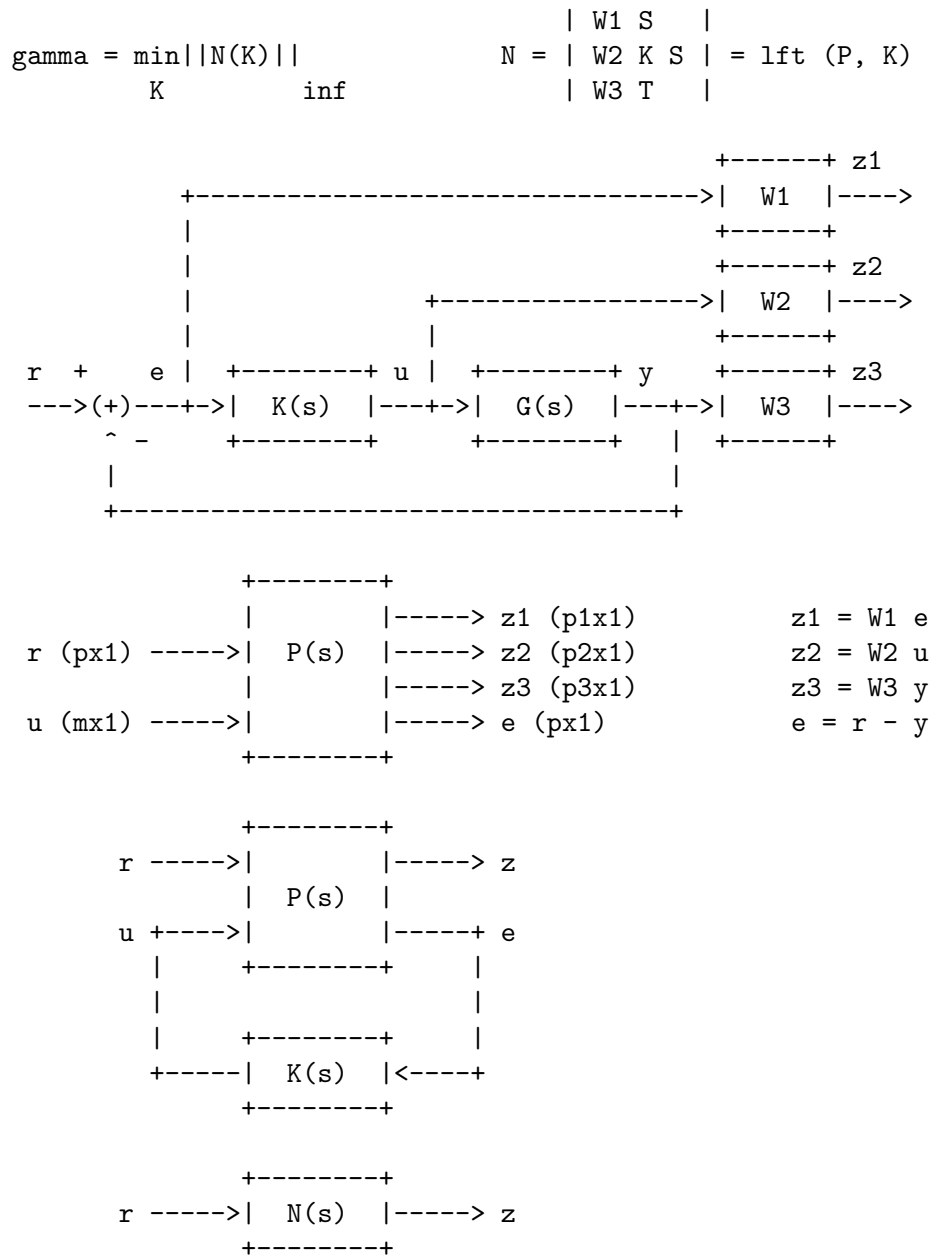 | W1 S |
gamma = min||N(K)|| N = | W2 K S | = lft (P, K)
K inf | W3 T |
+------+ z1
+--------------------------------->| W1 |---->
| +------+
| +------+ z2
| +----------------->| W2 |---->
| | +------+
r + e | +--------+ u | +--------+ y +------+ z3
--->(+)---+->| K(s) |---+->| G(s) |---+->| W3 |---->
^ - +--------+ +--------+ | +------+
| |
+------------------------------------+
+--------+
| |-----> z1 (p1x1) z1 = W1 e
r (px1) ----->| P(s) |-----> z2 (p2x1) z2 = W2 u
| |-----> z3 (p3x1) z3 = W3 y
u (mx1) ----->| |-----> e (px1) e = r - y
+--------+
+--------+
r ----->| |-----> z
| P(s) |
u +---->| |-----+ e
| +--------+ |
| |
| +--------+ |
+-----| K(s) |<----+
+--------+
+--------+
r ----->| N(s) |-----> z
+--------+